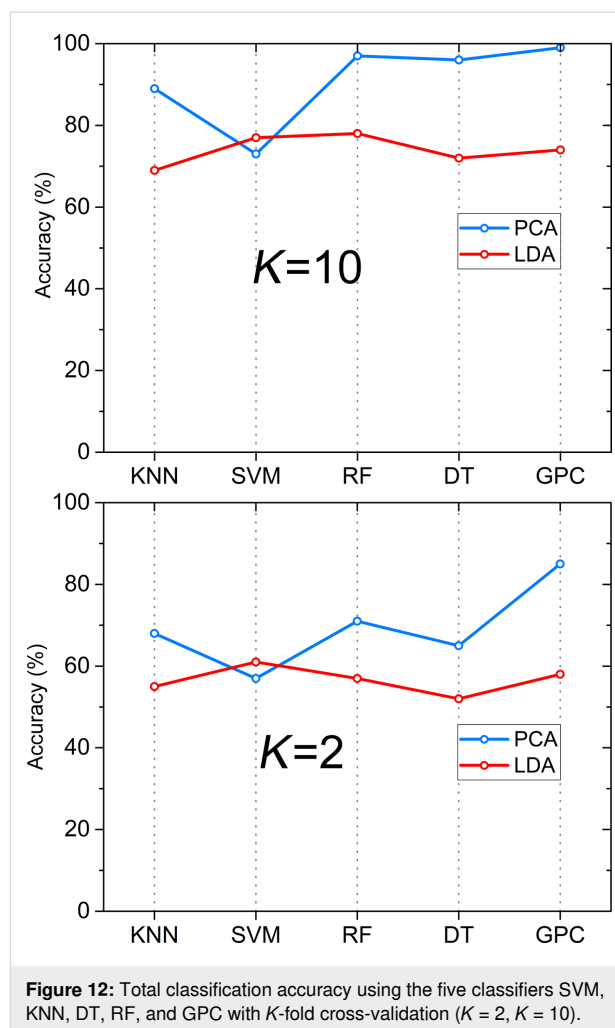 100
80
60
40
20
0
Accuracy (%)
PCA
LDA
K=10
KNN SVM RF DT GPC
100
80
60
40
20
0
Accuracy (%)
PCA
LDA
K=2
KNN SVM RF DT GPC
Figure 12: Total classification accuracy using the five classifiers SVM,
KNN, DT, RF, and GPC with K-fold cross-validation (K = 2, K = 10).